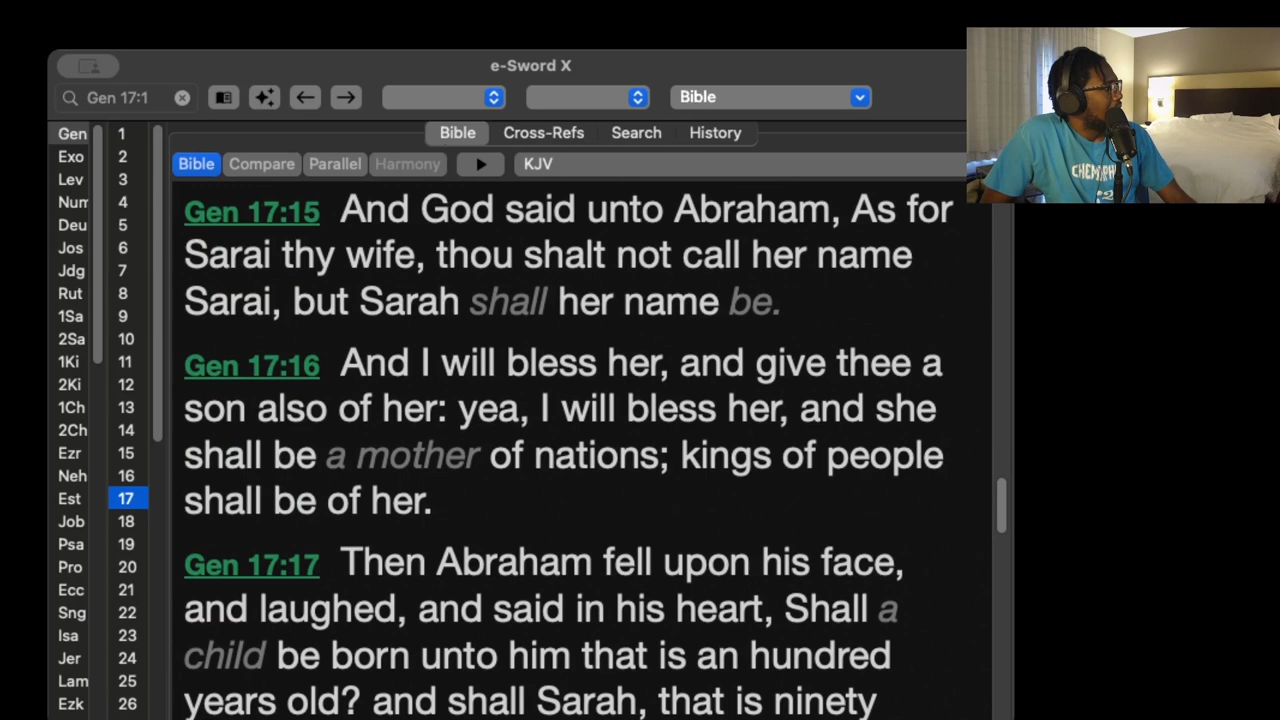 e-Sword X
Gen 17:1
Bible
Bible Cross-Refs Search History
Bible Compare Parallel Harmony KJV
Gen 1
Exo 2
Lev 3
Num 4
Deu 5
Jos 6
Jdg 7
Rut 8
1Sa 9
2Sa 10
1Ki 11
2Ki 12
1Ch 13
2Ch 14
Ezr 15
Neh 16
Est 17
Job 18
Psa 19
Pro 20
Ecc 21
Sng 22
Isa 23
Jer 24
Lam 25
Ezk 26
Gen 17:15 And God said unto Abraham, As for
Sarai thy wife, thou shalt not call her name
Sarai, but Sarah shall her name be.
Gen 17:16 And I will bless her, and give thee a
son also of her: yea, I will bless her, and she
shall be a mother of nations; kings of people
shall be of her.
Gen 17:17 Then Abraham fell upon his face,
and laughed, and said in his heart, Shall a
child be born unto him that is an hundred
years old? and shall Sarah, that is ninety